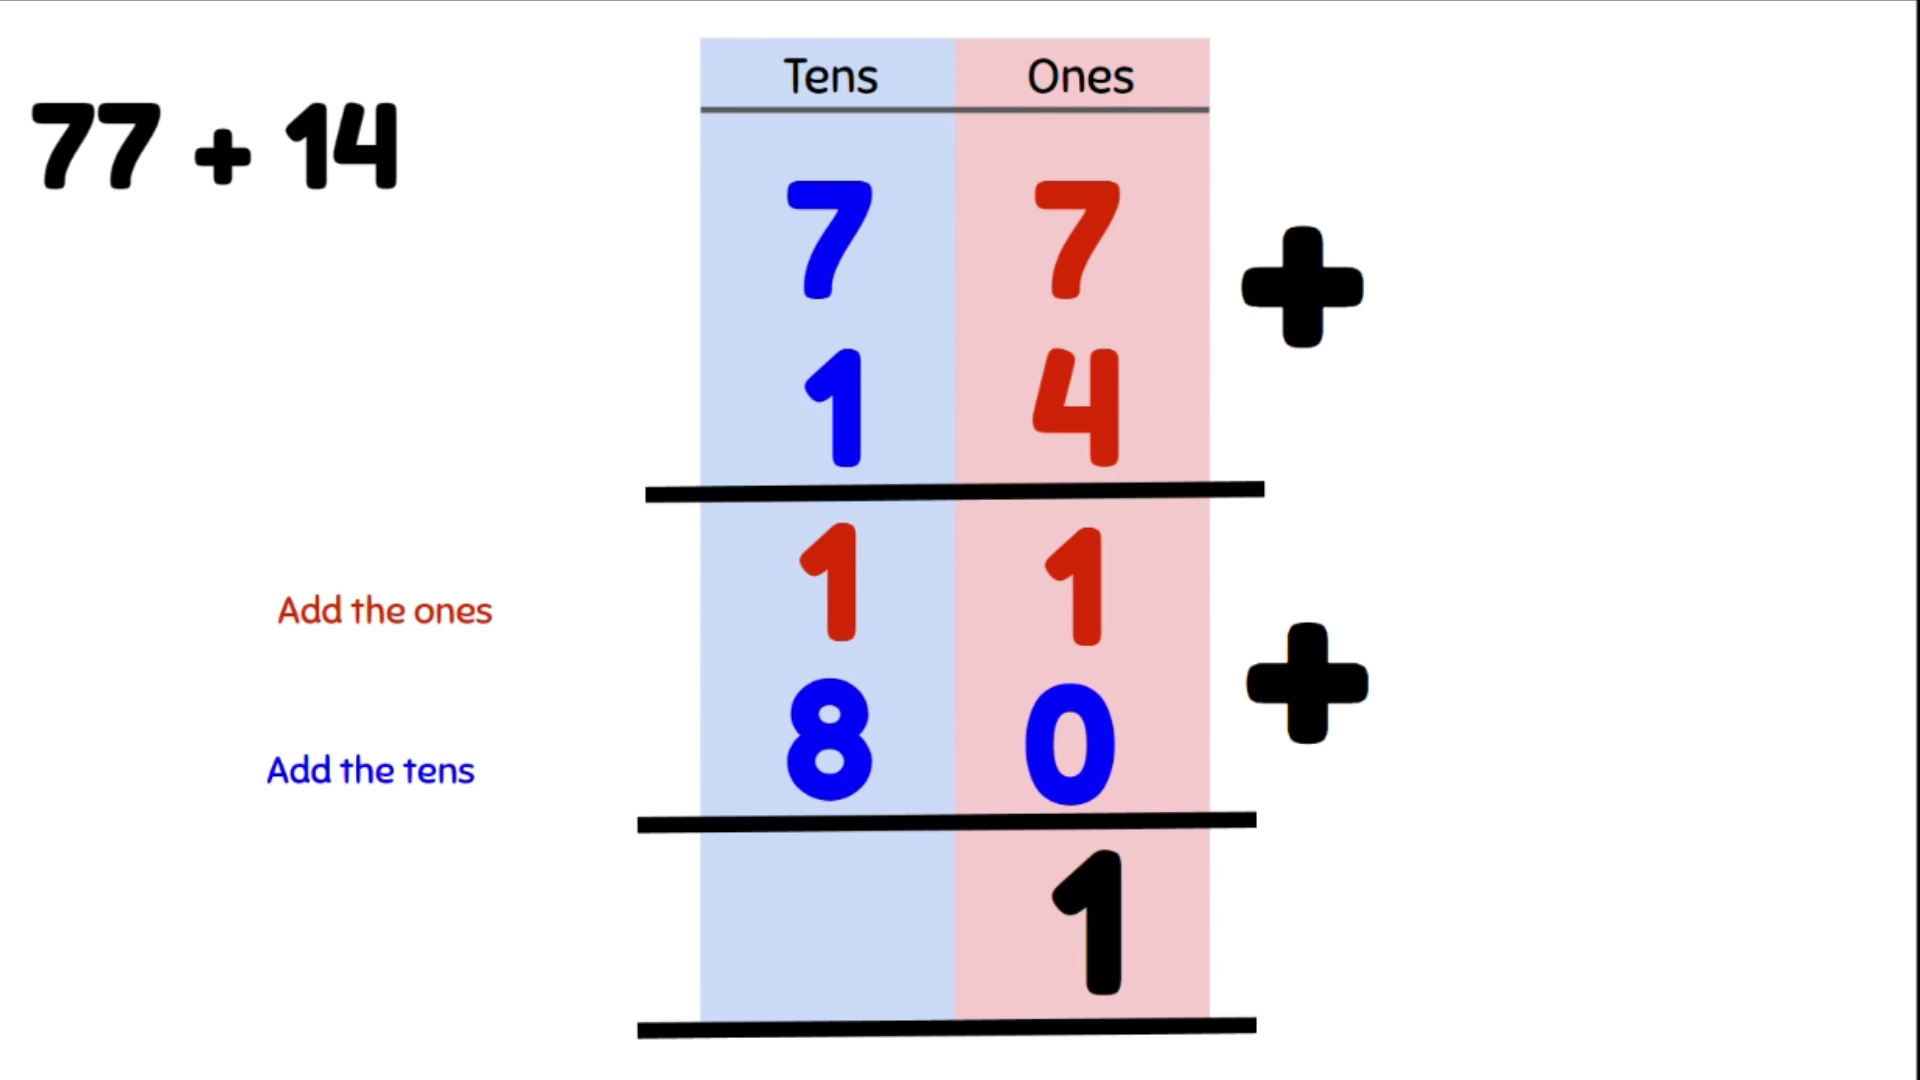 77 + 14
Tens Ones
7 7
+
1 4
Add the ones 1 1
+
Add the tens 8 0
1